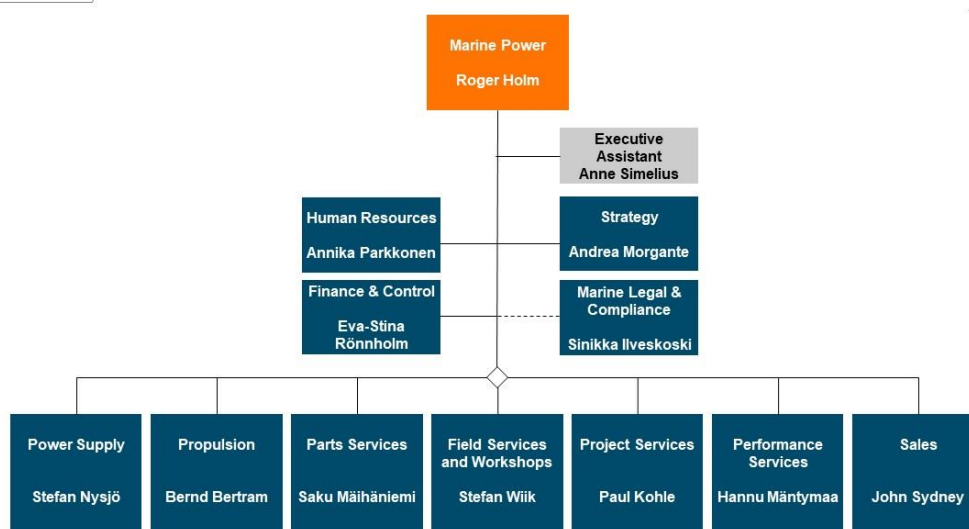 Marine Power
Roger Holm
Executive
Assistant
Anne Simelius
Human Resources
Annika Parkkonen
Strategy
Andrea Morgante
Finance & Control
Eva-Stina
Rönnholm
Marine Legal &
Compliance
Sinikka Ilveskoski
Power Supply
Stefan Nysjö
Propulsion
Bernd Bertram
Parts Services
Saku Mäihäniemi
Field Services
and Workshops
Stefan Wiik
Project Services
Paul Kohle
Performance
Services
Hannu Mäntymaa
Sales
John Sydney